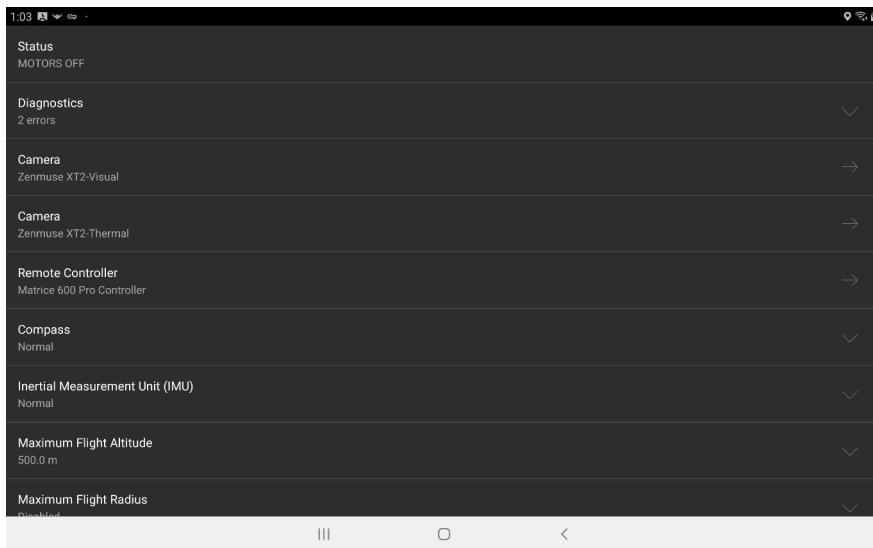 1:03
Status
MOTORS OFF
Diagnostics
2 errors
Camera
Zenmuse XT2-Visual
Camera
Zenmuse XT2-Thermal
Remote Controller
Matrice 600 Pro Controller
Compass
Normal
Inertial Measurement Unit (IMU)
Normal
Maximum Flight Altitude
500.0 m
Maximum Flight Radius
Disabled